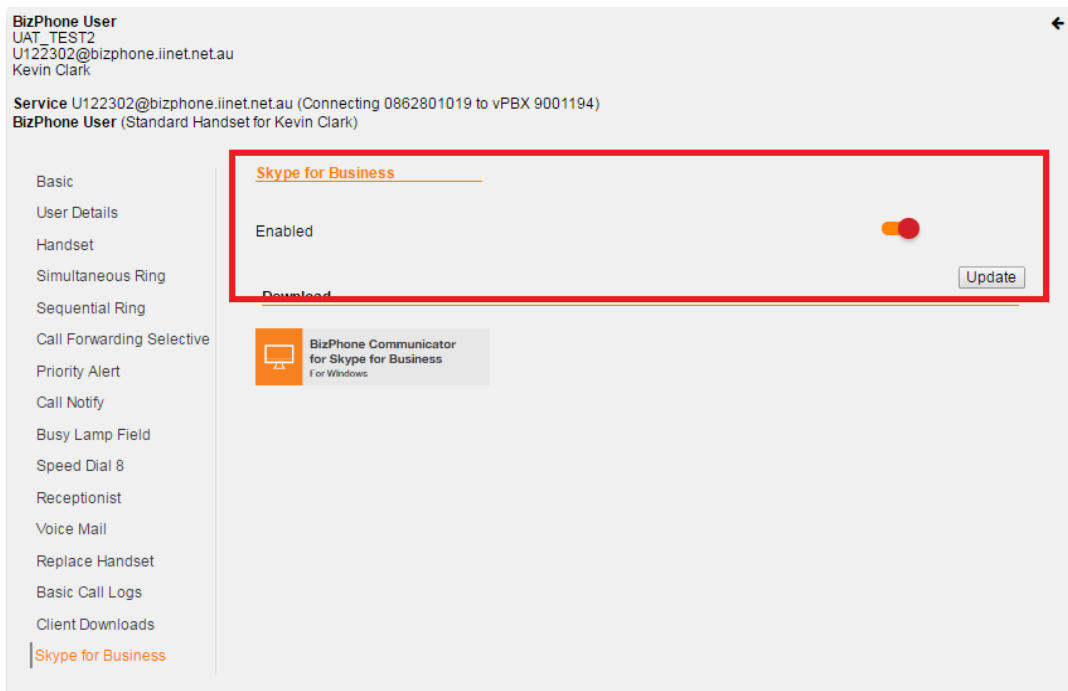 BizPhone User
UAT_TEST2
U122302@bizphone.iinet.net.au
Kevin Clark
Service U122302@bizphone.iinet.net.au (Connecting 0862801019 to vPBX 9001194)
BizPhone User (Standard Handset for Kevin Clark)
Basic
User Details
Handset
Simultaneous Ring
Sequential Ring
Call Forwarding Selective
Priority Alert
Call Notify
Busy Lamp Field
Speed Dial 8
Receptionist
Voice Mail
Replace Handset
Basic Call Logs
Client Downloads
Skype for Business
Skype for Business
Enabled
Update
Download
BizPhone Communicator
for Skype for Business
For Windows